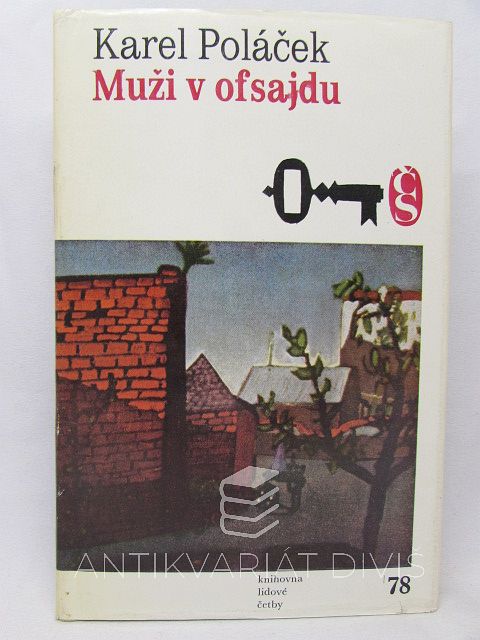 Karel Poláček
Muži v ofsajdu
čs
ANTIKVARIÁT DIVIŠ
knihovna
lidové
četby
78